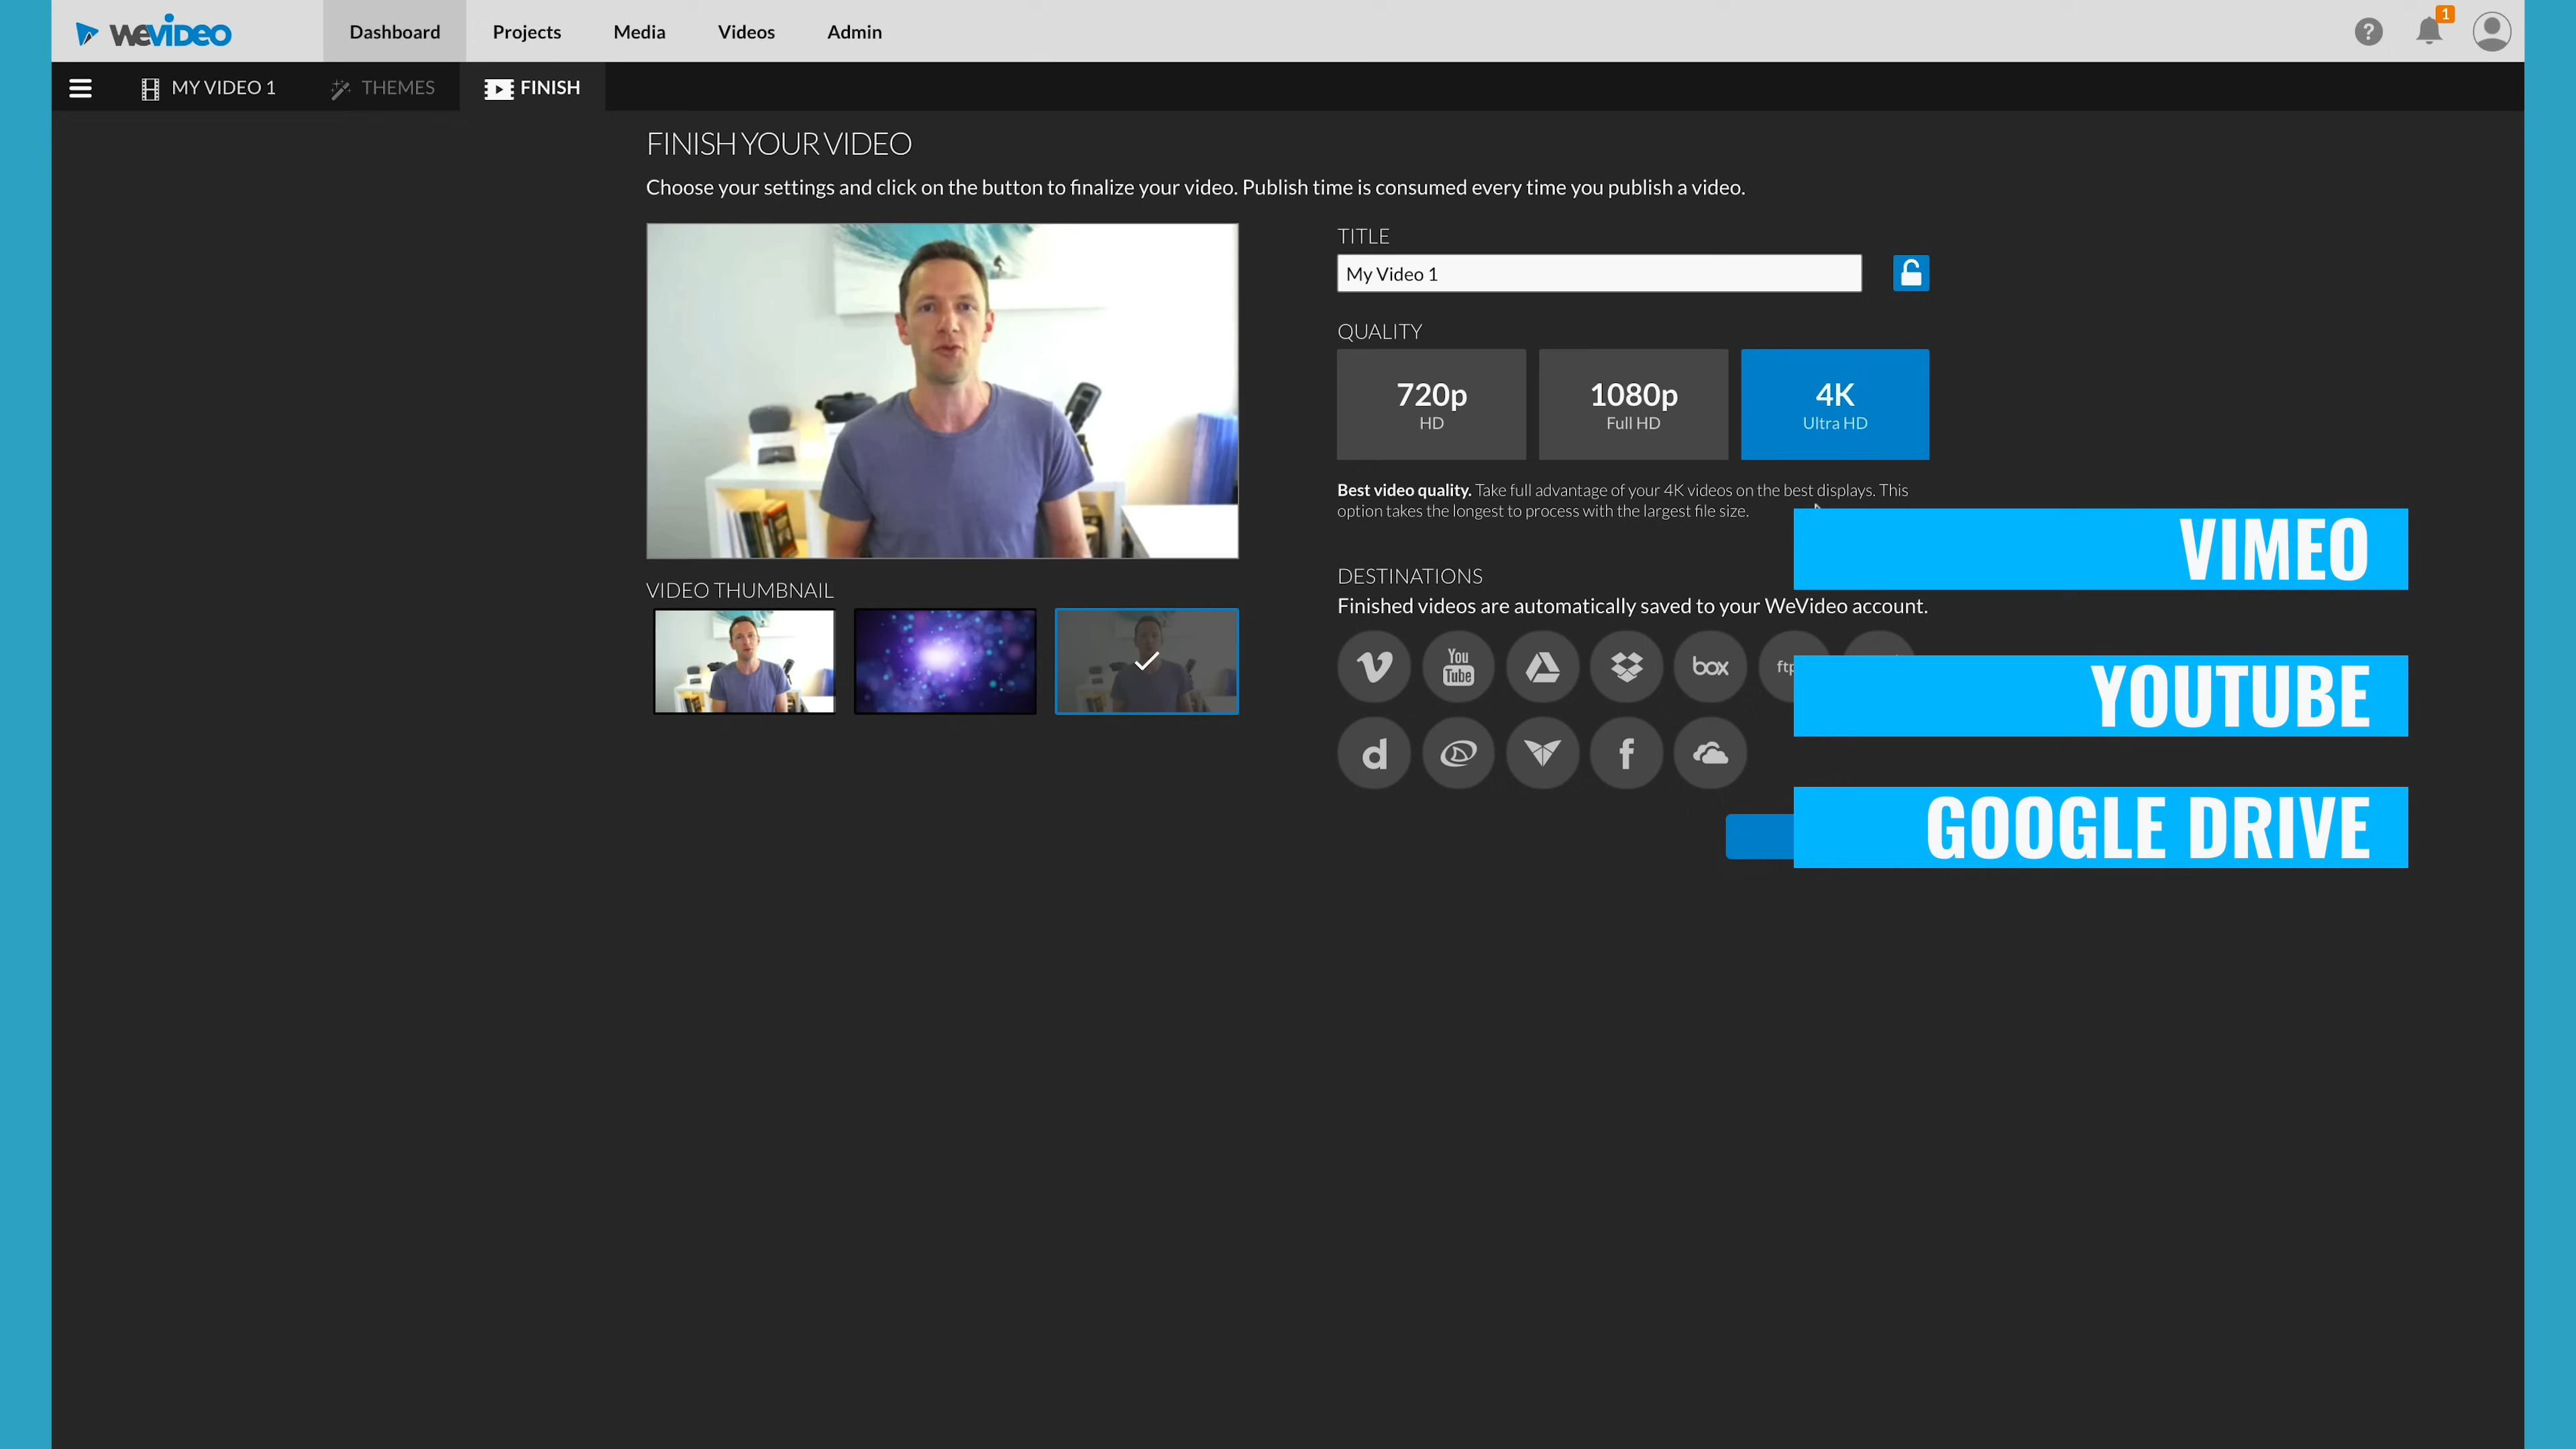 WEVIDEO
Dashboard
Projects
Media
Videos
Admin
?
1
MY VIDEO 1
THEMES
FINISH
FINISH YOUR VIDEO
Choose your settings and click on the button to finalize your video. Publish time is consumed every time you publish a video.
TITLE
My Video 1
QUALITY
720p
HD
1080p
Full HD
4K
Ultra HD
Best video quality. Take full advantage of your 4K videos on the best displays. This
option takes the longest to process with the largest file size.
VIMEO
VIDEO THUMBNAIL
DESTINATIONS
Finished videos are automatically saved to your WeVideo account.
You
Tube
box
ftp
YOUTUBE
d
f
GOOGLE DRIVE